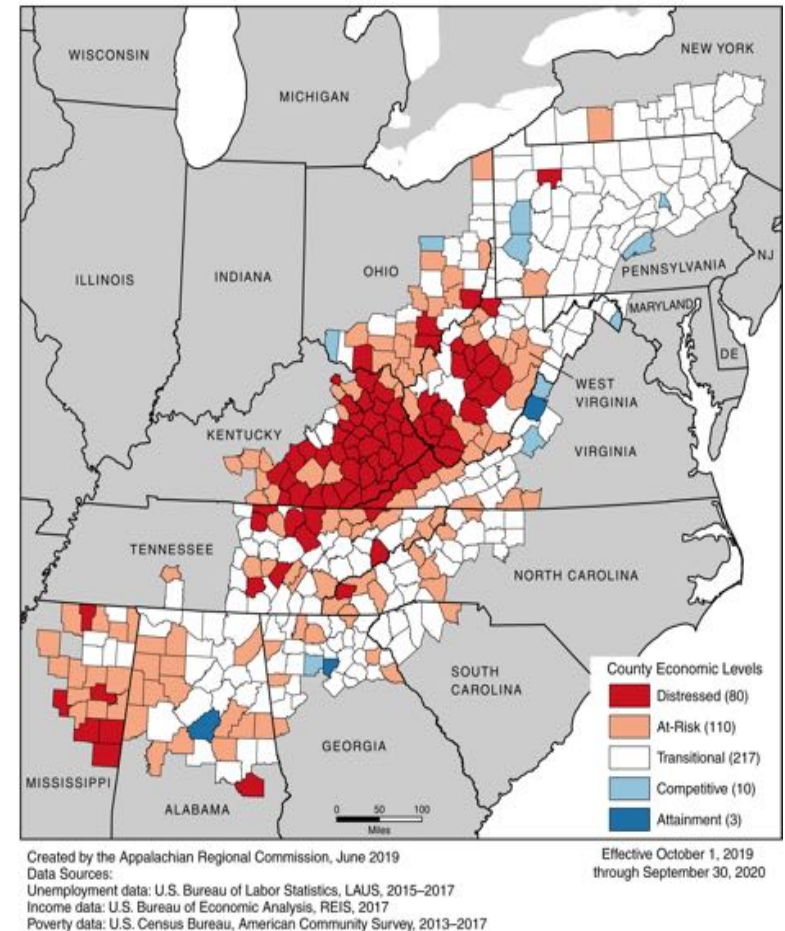 WISCONSIN
MICHIGAN
NEW YORK
ILLINOIS
INDIANA
OHIO
PENNSYLVANIA
NJ
MARYLAND
DE
WEST
VIRGINIA
KENTUCKY
VIRGINIA
TENNESSEE
NORTH CAROLINA
SOUTH
CAROLINA
GEORGIA
MISSISSIPPI
ALABAMA
County Economic Levels
Distressed (80)
At-Risk (110)
Transitional (217)
Competitive (10)
Attainment (3)
0 50 100
Miles
Created by the Appalachian Regional Commission, June 2019
Data Sources:
Unemployment data: U.S. Bureau of Labor Statistics, LAUS, 2015–2017
Income data: U.S. Bureau of Economic Analysis, REIS, 2017
Poverty data: U.S. Census Bureau, American Community Survey, 2013–2017
Effective October 1, 2019
through September 30, 2020